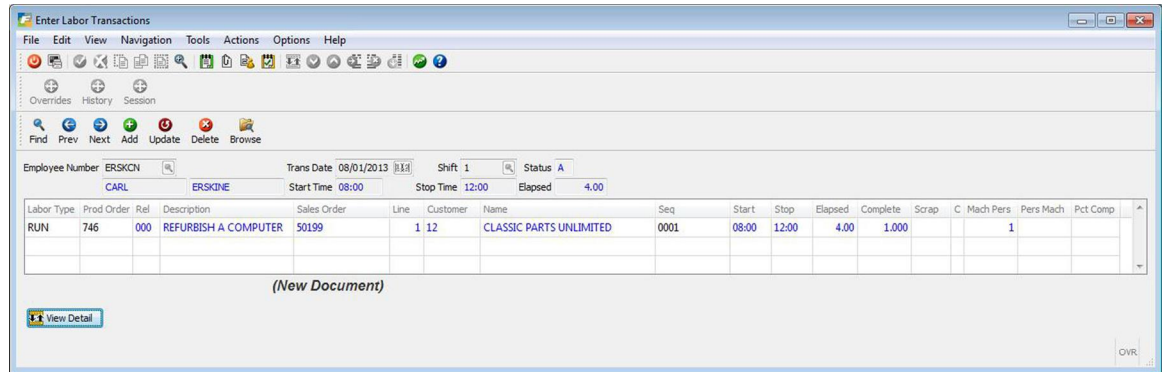 Enter Labor Transactions
File Edit View Navigation Tools Actions Options Help
Overrides History Session
Find Prev Next Add Update Delete Browse
Employee Number ERSKCN Trans Date 08/01/2013 Shift 1 Status A
CARL ERSKINE Start Time 08:00 Stop Time 12:00 Elapsed 4.00
Labor Type Prod Order Rel Description Sales Order Line Customer Name Seq Start Stop Elapsed Complete Scrap C Mach Pers Pers Mach Pct Comp
RUN 746 000 REFURBISH A COMPUTER 50199 1 12 CLASSIC PARTS UNLIMITED 0001 08:00 12:00 4.00 1.000 1
(New Document)
View Detail
OVR